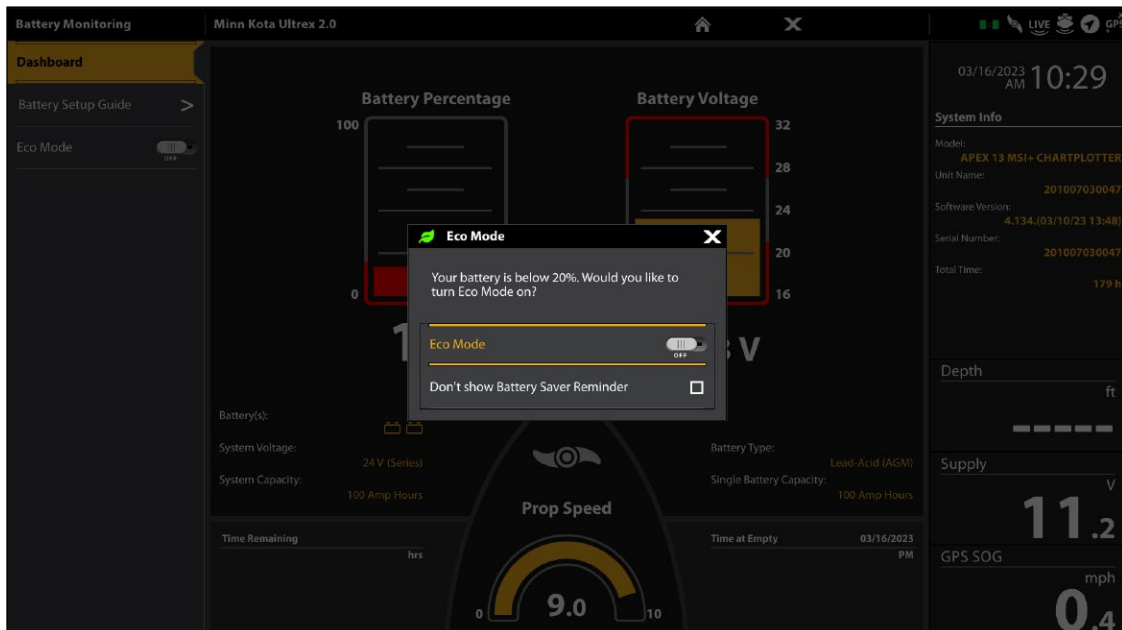 Battery Monitoring
Minn Kota Ultrex 2.0
LIVE
GPS
Dashboard
Battery Setup Guide >
Eco Mode
OFF
03/16/2023
AM 10:29
System Info
Model:
APEX 13 MSI+ CHARTPLOTTER
Unit Name:
201007030047
Software Version:
4.134.(03/10/23 13:48)
Serial Number:
201007030047
Total Time:
179 h
Battery Percentage
100
0
Battery Voltage
32
28
24
20
16
V
Eco Mode X
Your battery is below 20%. Would you like to
turn Eco Mode on?
Eco Mode
OFF
Don't show Battery Saver Reminder
Battery(s):
System Voltage:
24 V (Series)
System Capacity:
100 Amp Hours
Battery Type:
Lead-Acid (AGM)
Single Battery Capacity:
100 Amp Hours
Prop Speed
0
9.0
10
Time Remaining
hrs
Time at Empty 03/16/2023
PM
Depth
ft
-----
Supply
V
11.2
GPS SOG
mph
0.4